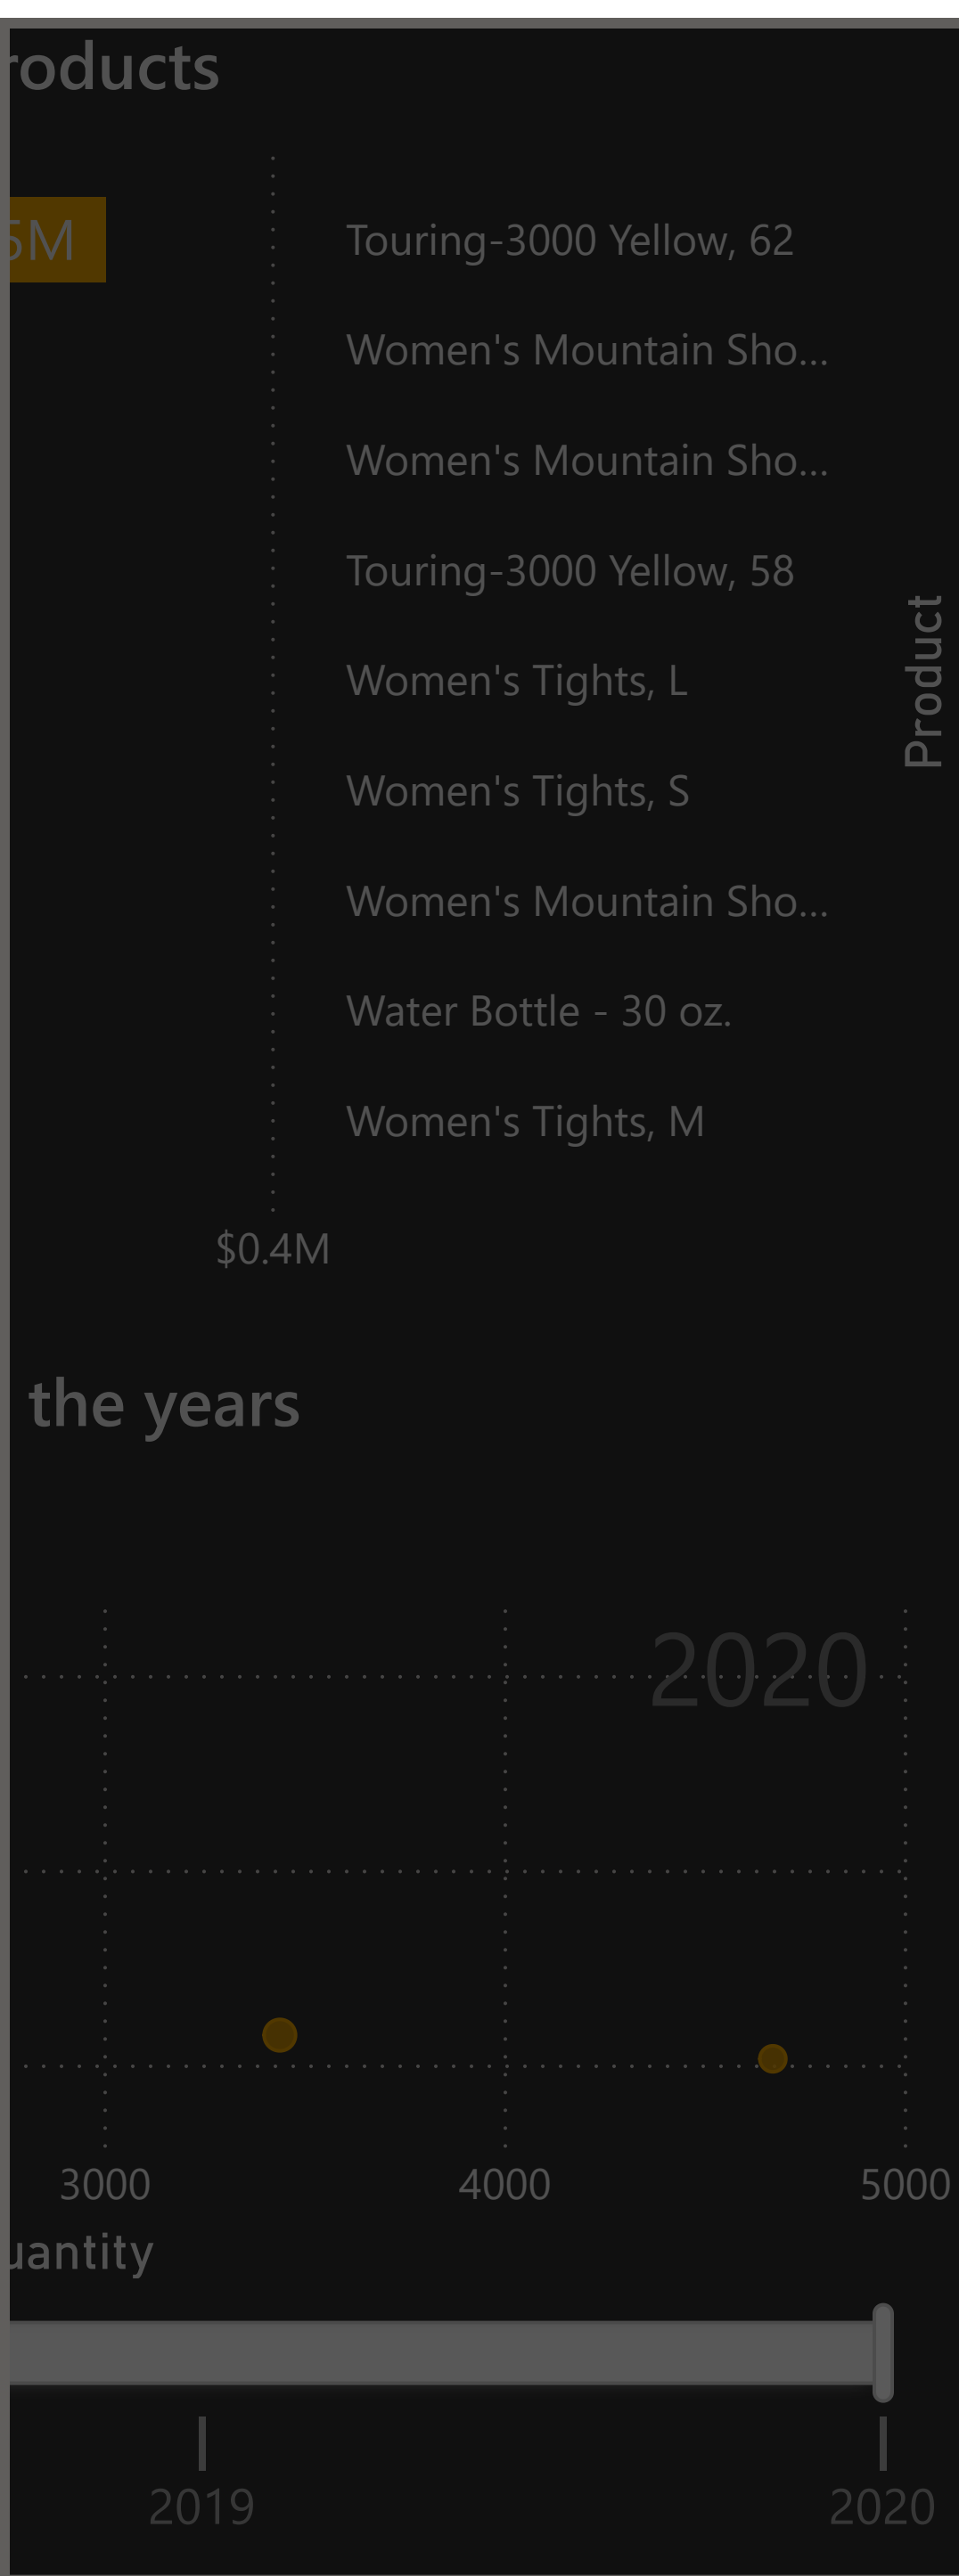 roducts
5M
Touring-3000 Yellow, 62
Women's Mountain Sho...
Women's Mountain Sho...
Touring-3000 Yellow, 58
Women's Tights, L
Women's Tights, S
Women's Mountain Sho...
Water Bottle - 30 oz.
Women's Tights, M
Product
$0.4M
the years
2020
3000 4000 5000
uantity
2019 2020